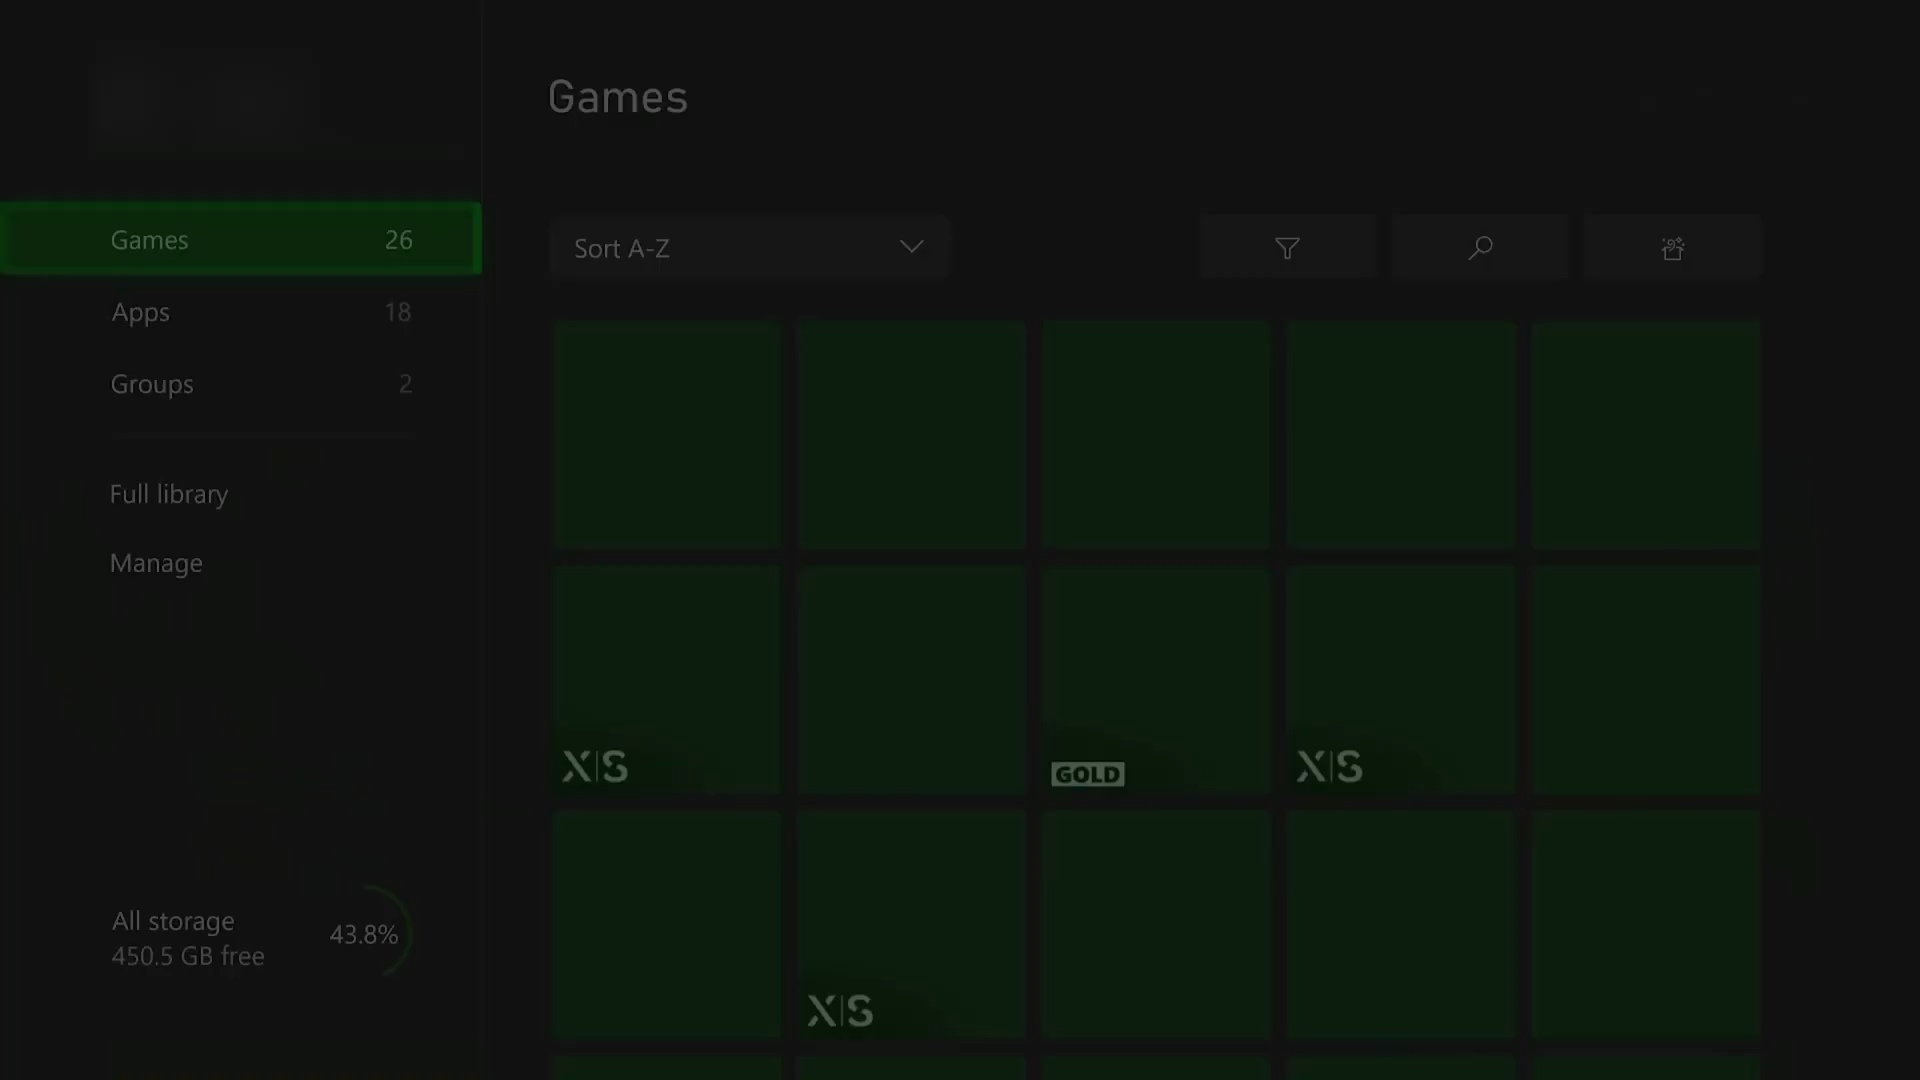 Games
Games 26
Apps 18
Groups 2
Full library
Manage
All storage
450.5 GB free
43.8%
Sort A-Z
X|S
GOLD
X|S
X|S